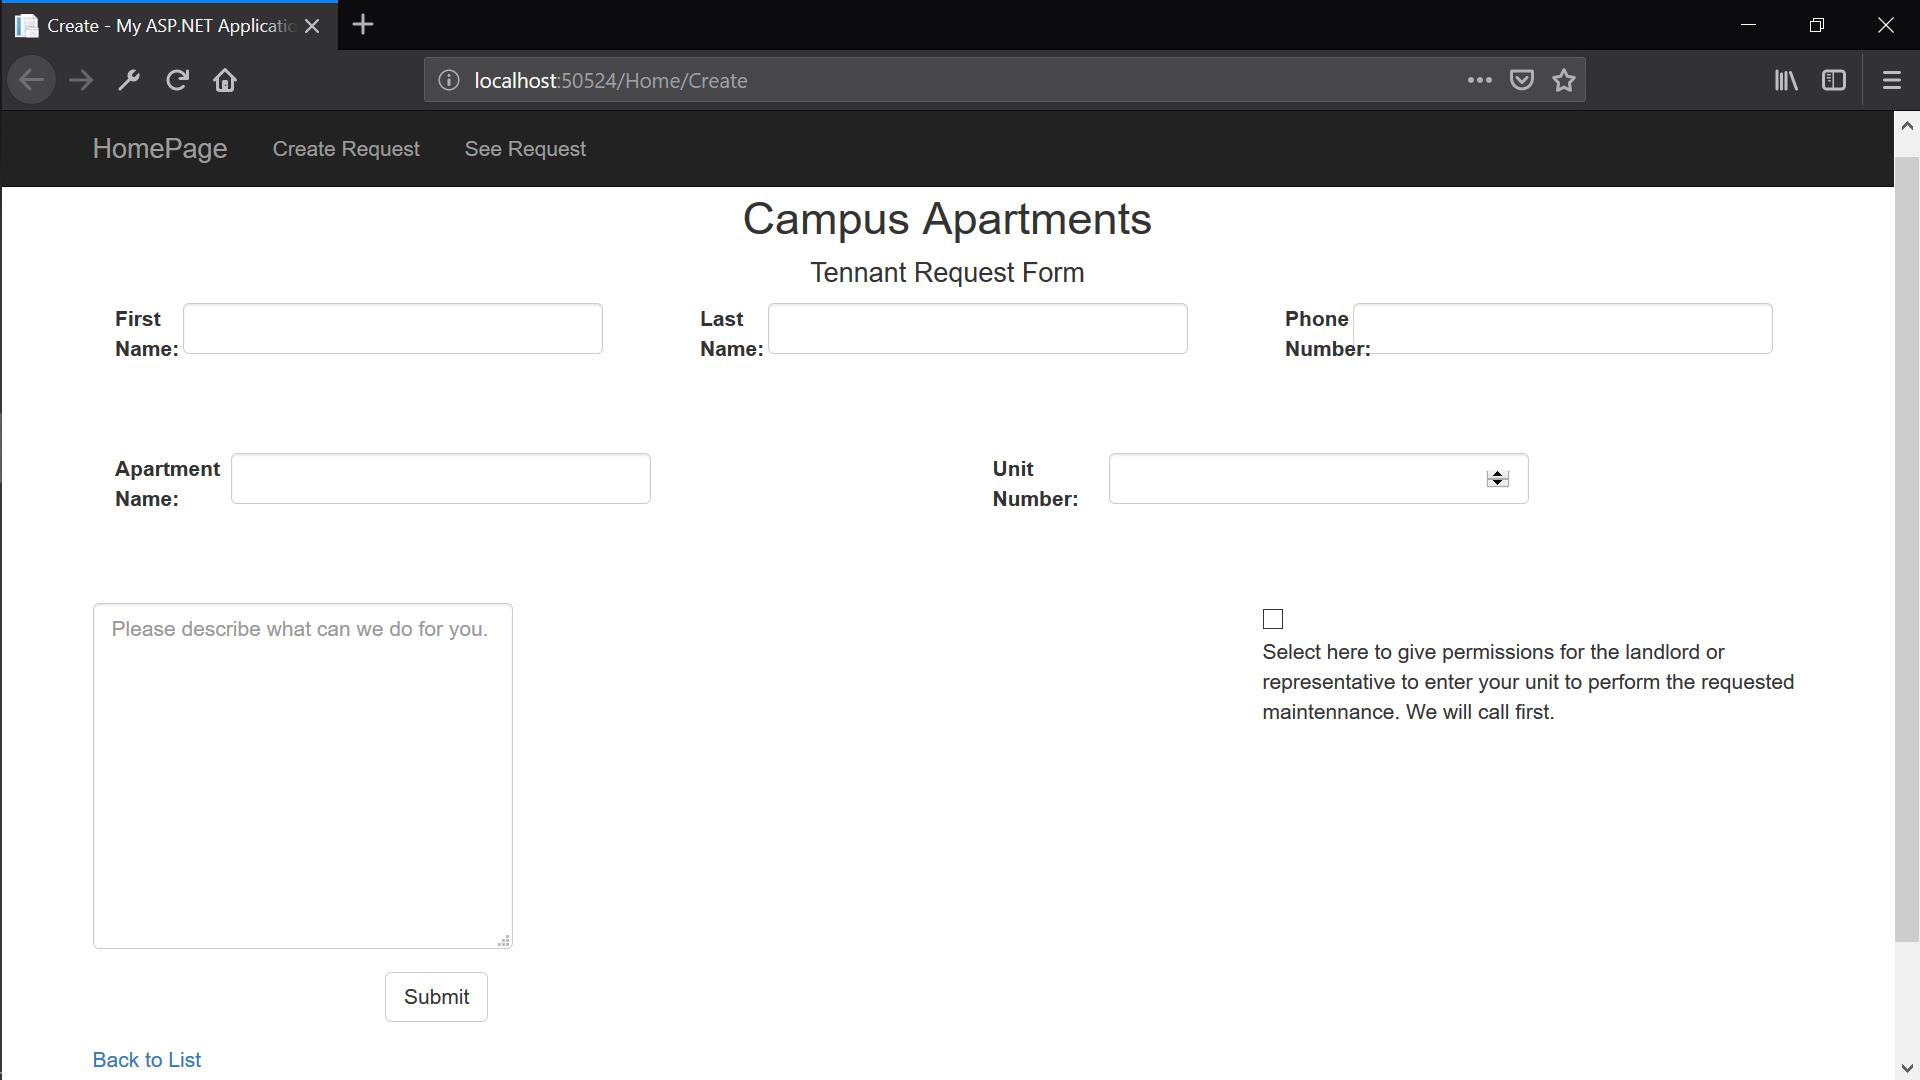 Create - My ASP.NET Applicatio
localhost:50524/Home/Create
HomePage Create Request See Request
Campus Apartments
Tennant Request Form
First Name:
Last Name:
Phone Number:
Apartment Name:
Unit Number:
Please describe what can we do for you.
Select here to give permissions for the landlord or
representative to enter your unit to perform the requested
maintennance. We will call first.
Submit
Back to List